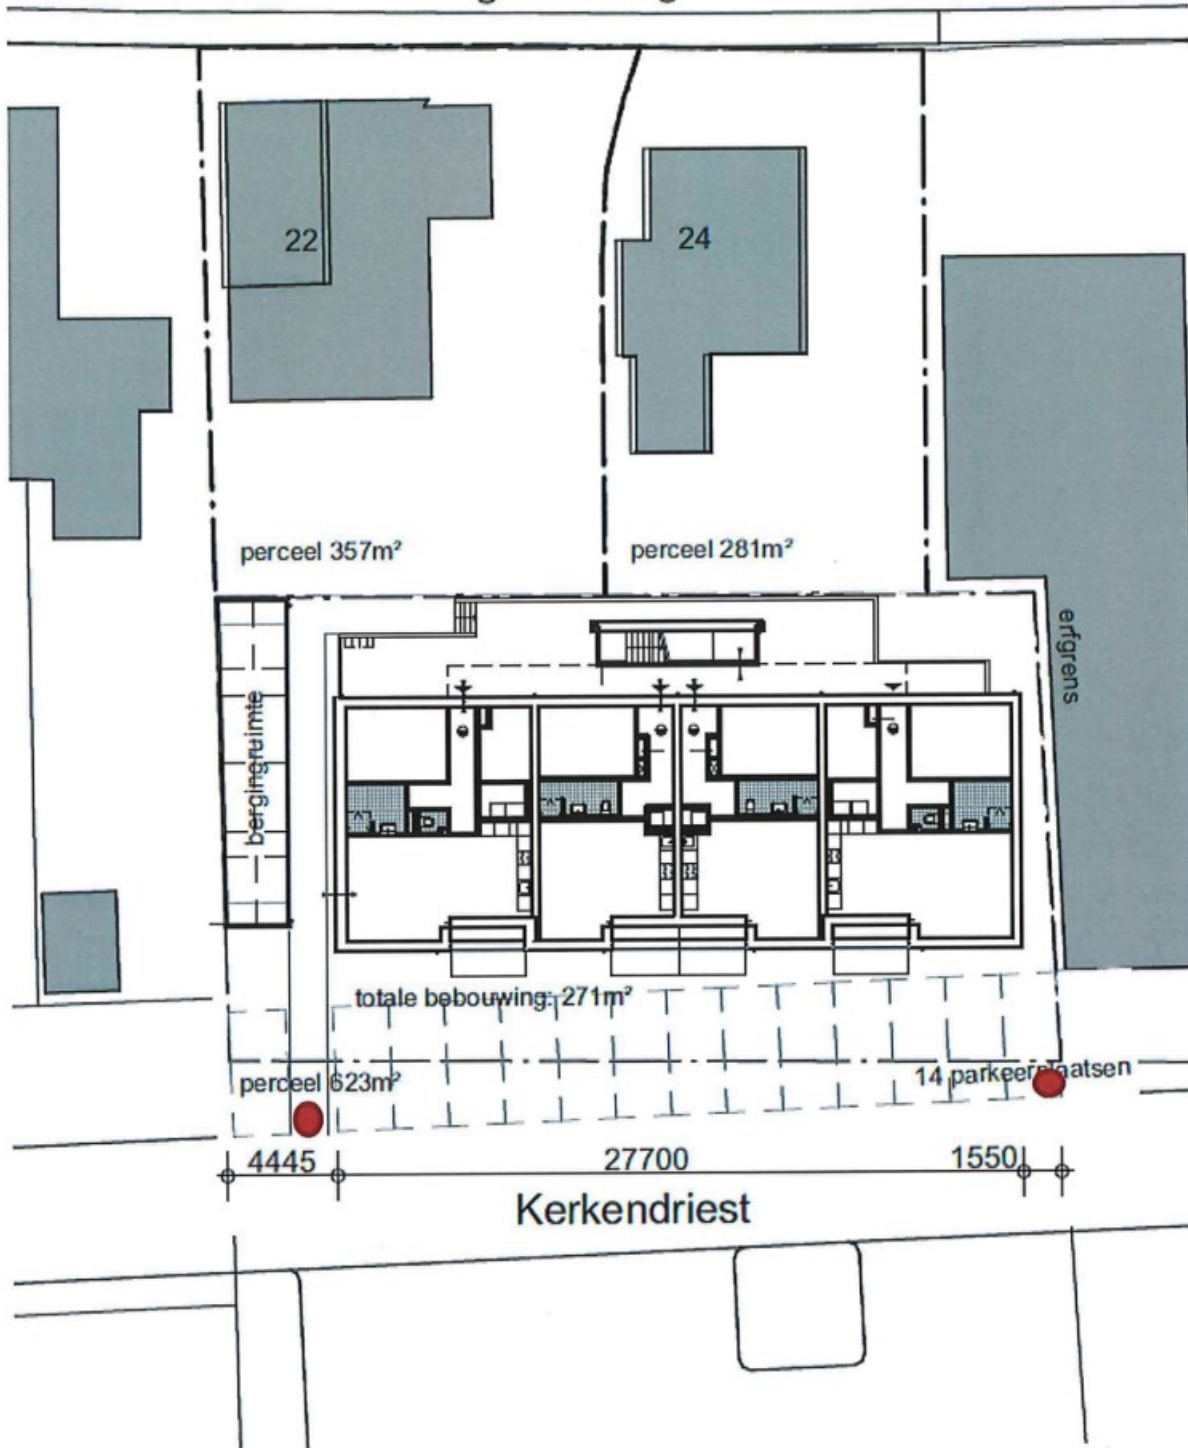 22
24
perceel 357m²
perceel 281m²
erfgrens
bergingruimte
totale bebouwing: 271m²
perceel 623m²
14 parkeerplaatsen
4445
27700
1550
Kerkendriest